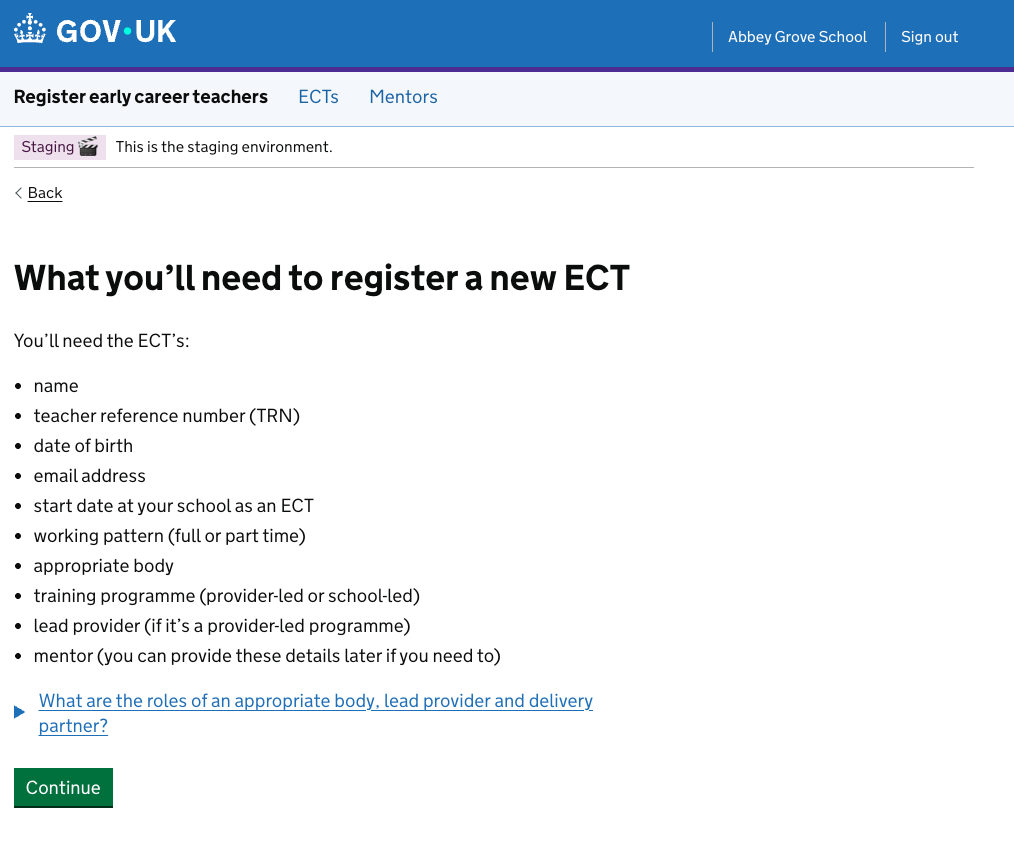 GOV·UK
Abbey Grove School
Sign out
Register early career teachers
ECTs
Mentors
Staging 🎬
This is the staging environment.
Back
What you’ll need to register a new ECT
You’ll need the ECT’s:
• name
• teacher reference number (TRN)
• date of birth
• email address
• start date at your school as an ECT
• working pattern (full or part time)
• appropriate body
• training programme (provider-led or school-led)
• lead provider (if it’s a provider-led programme)
• mentor (you can provide these details later if you need to)
What are the roles of an appropriate body, lead provider and delivery
partner?
Continue